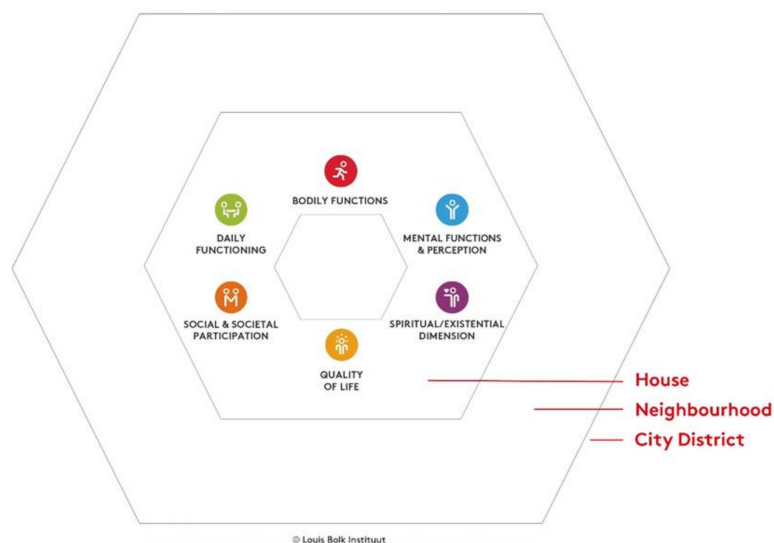 BODILY FUNCTIONS
DAILY
FUNCTIONING
MENTAL FUNCTIONS
& PERCEPTION
SOCIAL & SOCIETAL
PARTICIPATION
SPIRITUAL/EXISTENTIAL
DIMENSION
QUALITY
OF LIFE
House
Neighbourhood
City District
© Louis Bolk Instituut